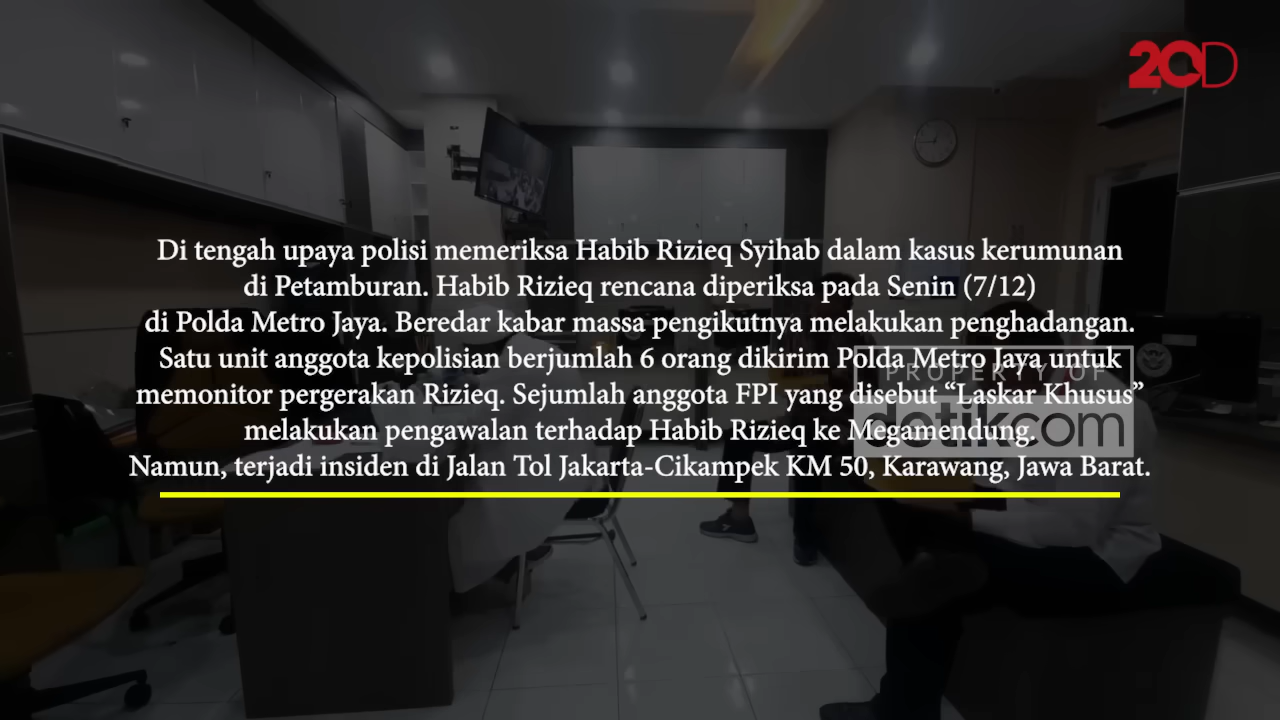 20D
Di tengah upaya polisi memeriksa Habib Rizieq Syihab dalam kasus kerumunan
di Petamburan. Habib Rizieq rencana diperiksa pada Senin (7/12)
di Polda Metro Jaya. Beredar kabar massa pengikutnya melakukan penghadangan.
Satu unit anggota kepolisian berjumlah 6 orang dikirim Polda Metro Jaya untuk
memonitor pergerakan Rizieq. Sejumlah anggota FPI yang disebut “Laskar Khusus”
melakukan pengawalan terhadap Habib Rizieq ke Megamendung.
Namun, terjadi insiden di Jalan Tol Jakarta-Cikampek KM 50, Karawang, Jawa Barat.
PROPERTY OF
detikcom